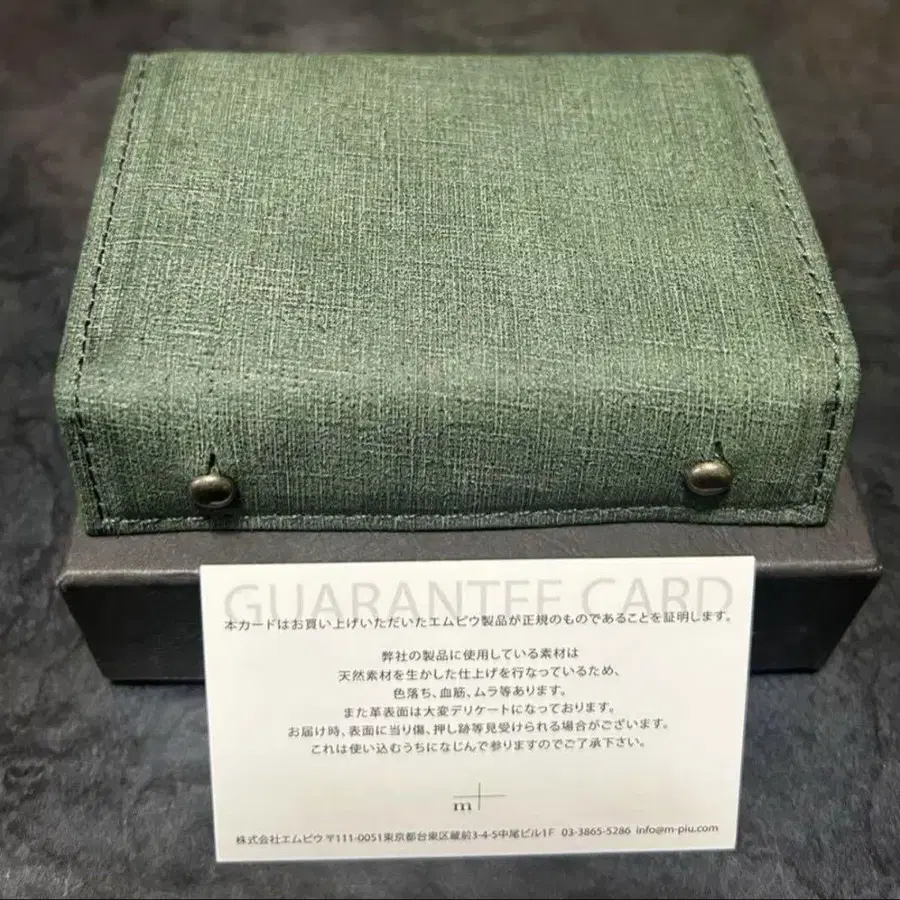 GUARANTEE CARD
本カードはお買い上げいただいたエムピウ製品が正規のものであることを証明します。
弊社の製品に使用している素材は
天然素材を生かした仕上げを行なっているため、
色落ち、血筋、ムラ等あります。
また革表面は大変デリケートになっております。
お届け時、表面に当り傷、押し跡等見受けられる場合がございます。
これは使い込むうちになじんで参りますのでご了承下さい。
m+
株式会社エムピウ 〒111-0051東京都台東区蔵前3-4-5中尾ビル1F 03-3865-5286 info@m-piu.com